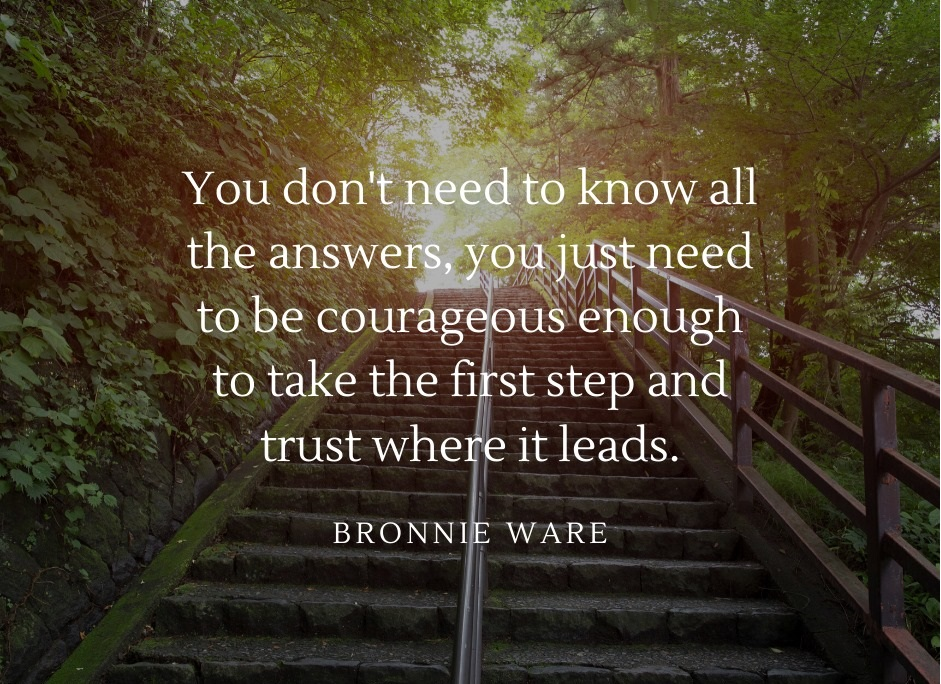 You don't need to know all
the answers, you just need
to be courageous enough
to take the first step and
trust where it leads.
BRONNIE WARE